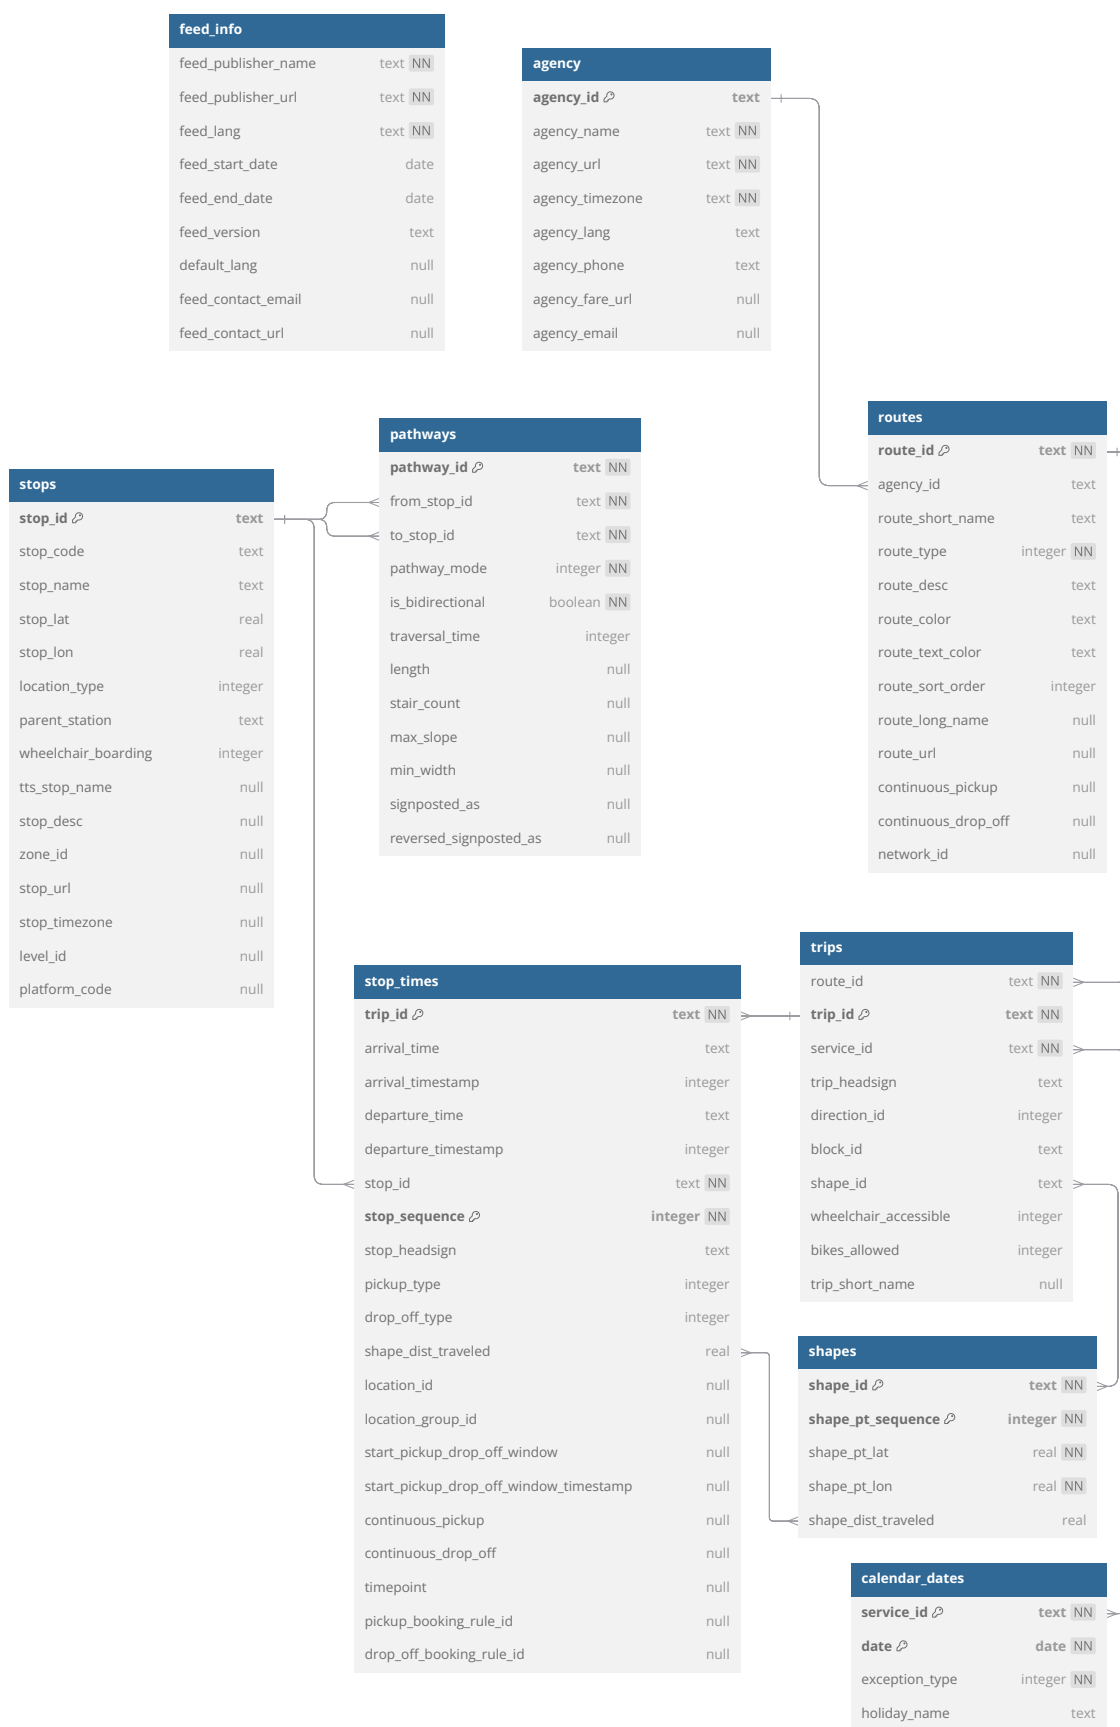 feed_info
feed_publisher_name text NN
feed_publisher_url text NN
feed_lang text NN
feed_start_date date
feed_end_date date
feed_version text
default_lang null
feed_contact_email null
feed_contact_url null
agency
agency_id text
agency_name text NN
agency_url text NN
agency_timezone text NN
agency_lang text
agency_phone text
agency_fare_url null
agency_email null
routes
route_id text NN
agency_id text
route_short_name text
route_type integer NN
route_desc text
route_color text
route_text_color text
route_sort_order integer
route_long_name null
route_url null
continuous_pickup null
continuous_drop_off null
network_id null
pathways
pathway_id text NN
from_stop_id text NN
to_stop_id text NN
pathway_mode integer NN
is_bidirectional boolean NN
traversal_time integer
length null
stair_count null
max_slope null
min_width null
signposted_as null
reversed_signposted_as null
stops
stop_id text
stop_code text
stop_name text
stop_lat real
stop_lon real
location_type integer
parent_station text
wheelchair_boarding integer
tts_stop_name null
stop_desc null
zone_id null
stop_url null
stop_timezone null
level_id null
platform_code null
trips
route_id text NN
trip_id text NN
service_id text NN
trip_headsign text
direction_id integer
block_id text
shape_id text
wheelchair_accessible integer
bikes_allowed integer
trip_short_name null
stop_times
trip_id text NN
arrival_time text
arrival_timestamp integer
departure_time text
departure_timestamp integer
stop_id text NN
stop_sequence integer NN
stop_headsign text
pickup_type integer
drop_off_type integer
shape_dist_traveled real
location_id null
location_group_id null
start_pickup_drop_off_window null
start_pickup_drop_off_window_timestamp null
continuous_pickup null
continuous_drop_off null
timepoint null
pickup_booking_rule_id null
drop_off_booking_rule_id null
shapes
shape_id text NN
shape_pt_sequence integer NN
shape_pt_lat real NN
shape_pt_lon real NN
shape_dist_traveled real
calendar_dates
service_id text NN
date date NN
exception_type integer NN
holiday_name text